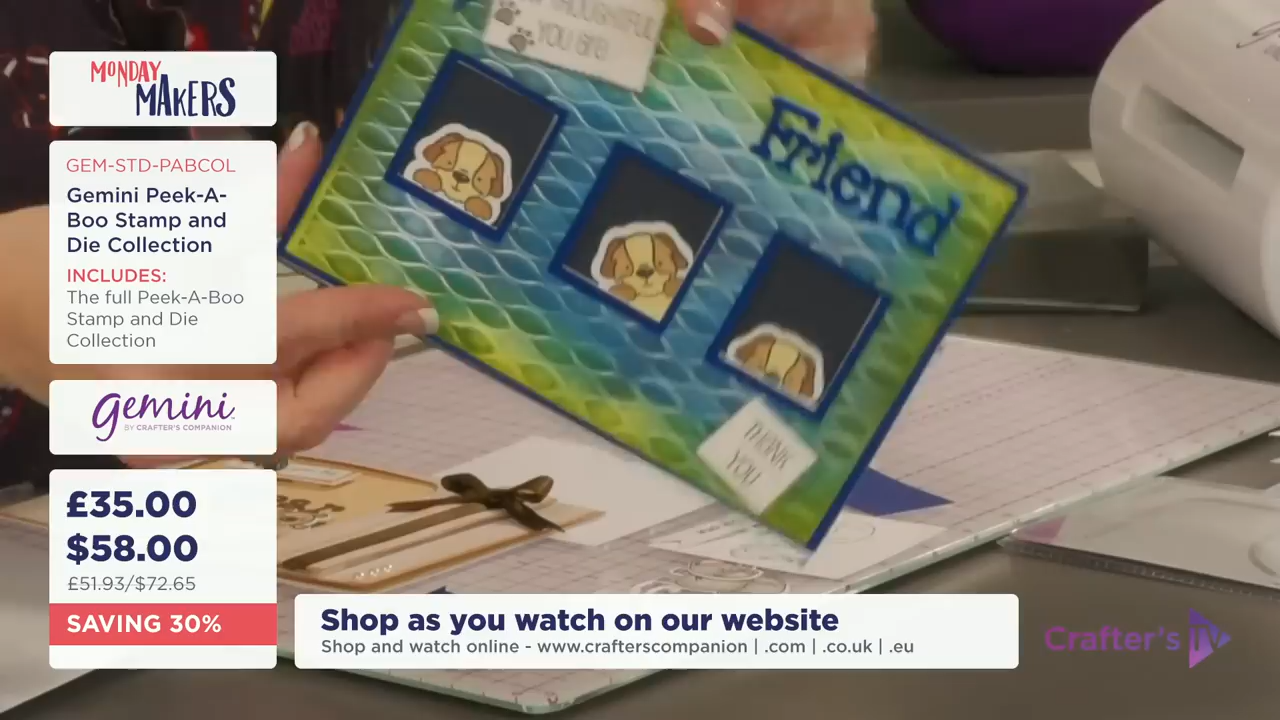 MONDAY
MAKERS
GEM-STD-PABCOL
Gemini Peek-A-
Boo Stamp and
Die Collection
INCLUDES:
The full Peek-A-Boo
Stamp and Die
Collection
gemini
BY CRAFTER'S COMPANION
£35.00
$58.00
£51.93/$72.65
SAVING 30%
THOUGHTFUL
YOU are!
Friend
THANK
YOU
Shop as you watch on our website
Shop and watch online - www.crafterscompanion | .com | .co.uk | .eu
Crafter's TV